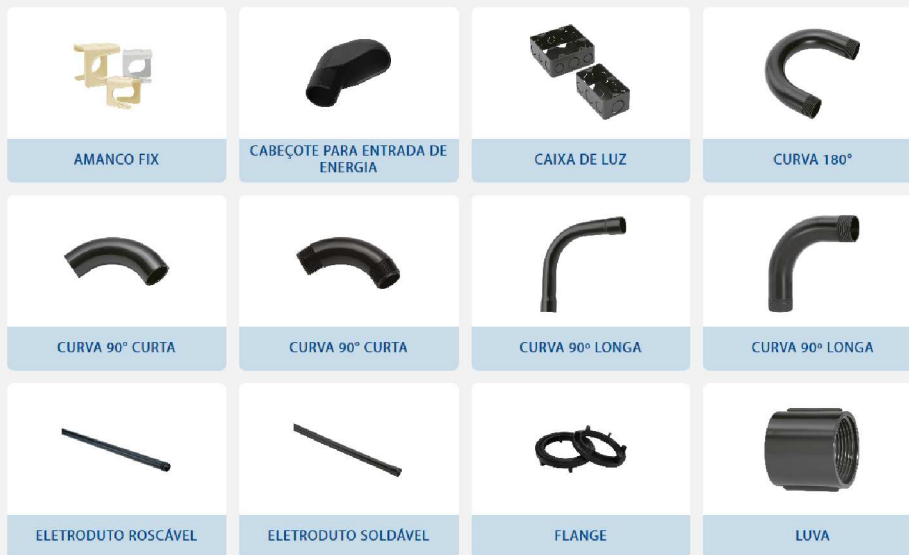 AMANCO FIX
CABEÇOTE PARA ENTRADA DE
ENERGIA
CAIXA DE LUZ
CURVA 180°
CURVA 90° CURTA
CURVA 90° CURTA
CURVA 90º LONGA
CURVA 90º LONGA
ELETRODUTO ROSCÁVEL
ELETRODUTO SOLDÁVEL
FLANGE
LUVA